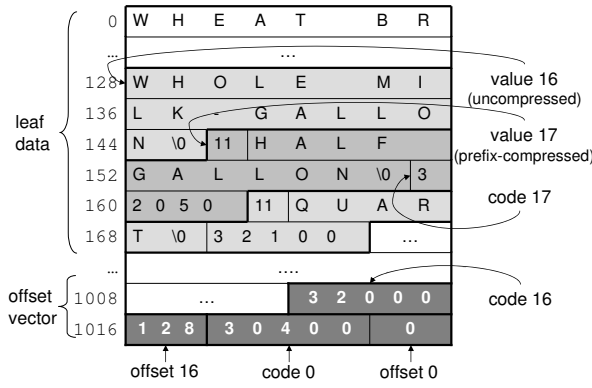 0 W H E A T B R
... ...
128 W H O L E M I
136 L K - G A L L O
144 N \0 11 H A L F
152 G A L L O N \0 3
160 2 0 5 0 11 Q U A R
168 T \0 3 2 1 0 0 ...
... ....
1008 ... 3 2 0 0 0
1016 1 2 8 3 0 4 0 0 0
leaf
data
offset
vector
value 16
(uncompressed)
value 17
(prefix-compressed)
code 17
code 16
offset 16 code 0 offset 0